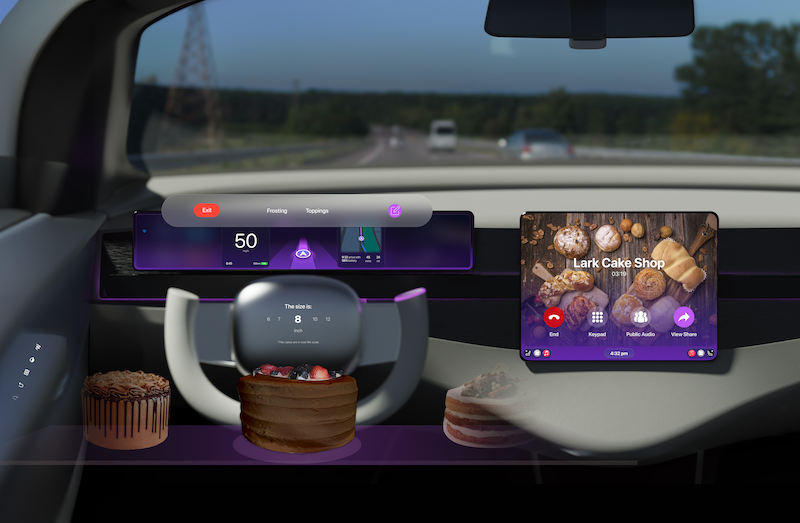 Exit
Frosting
Toppings
50
The size is:
6 7 8 10 12
inch
Lark Cake Shop
03:19
End
Keypad
Public Audio
View Share
4:32 pm